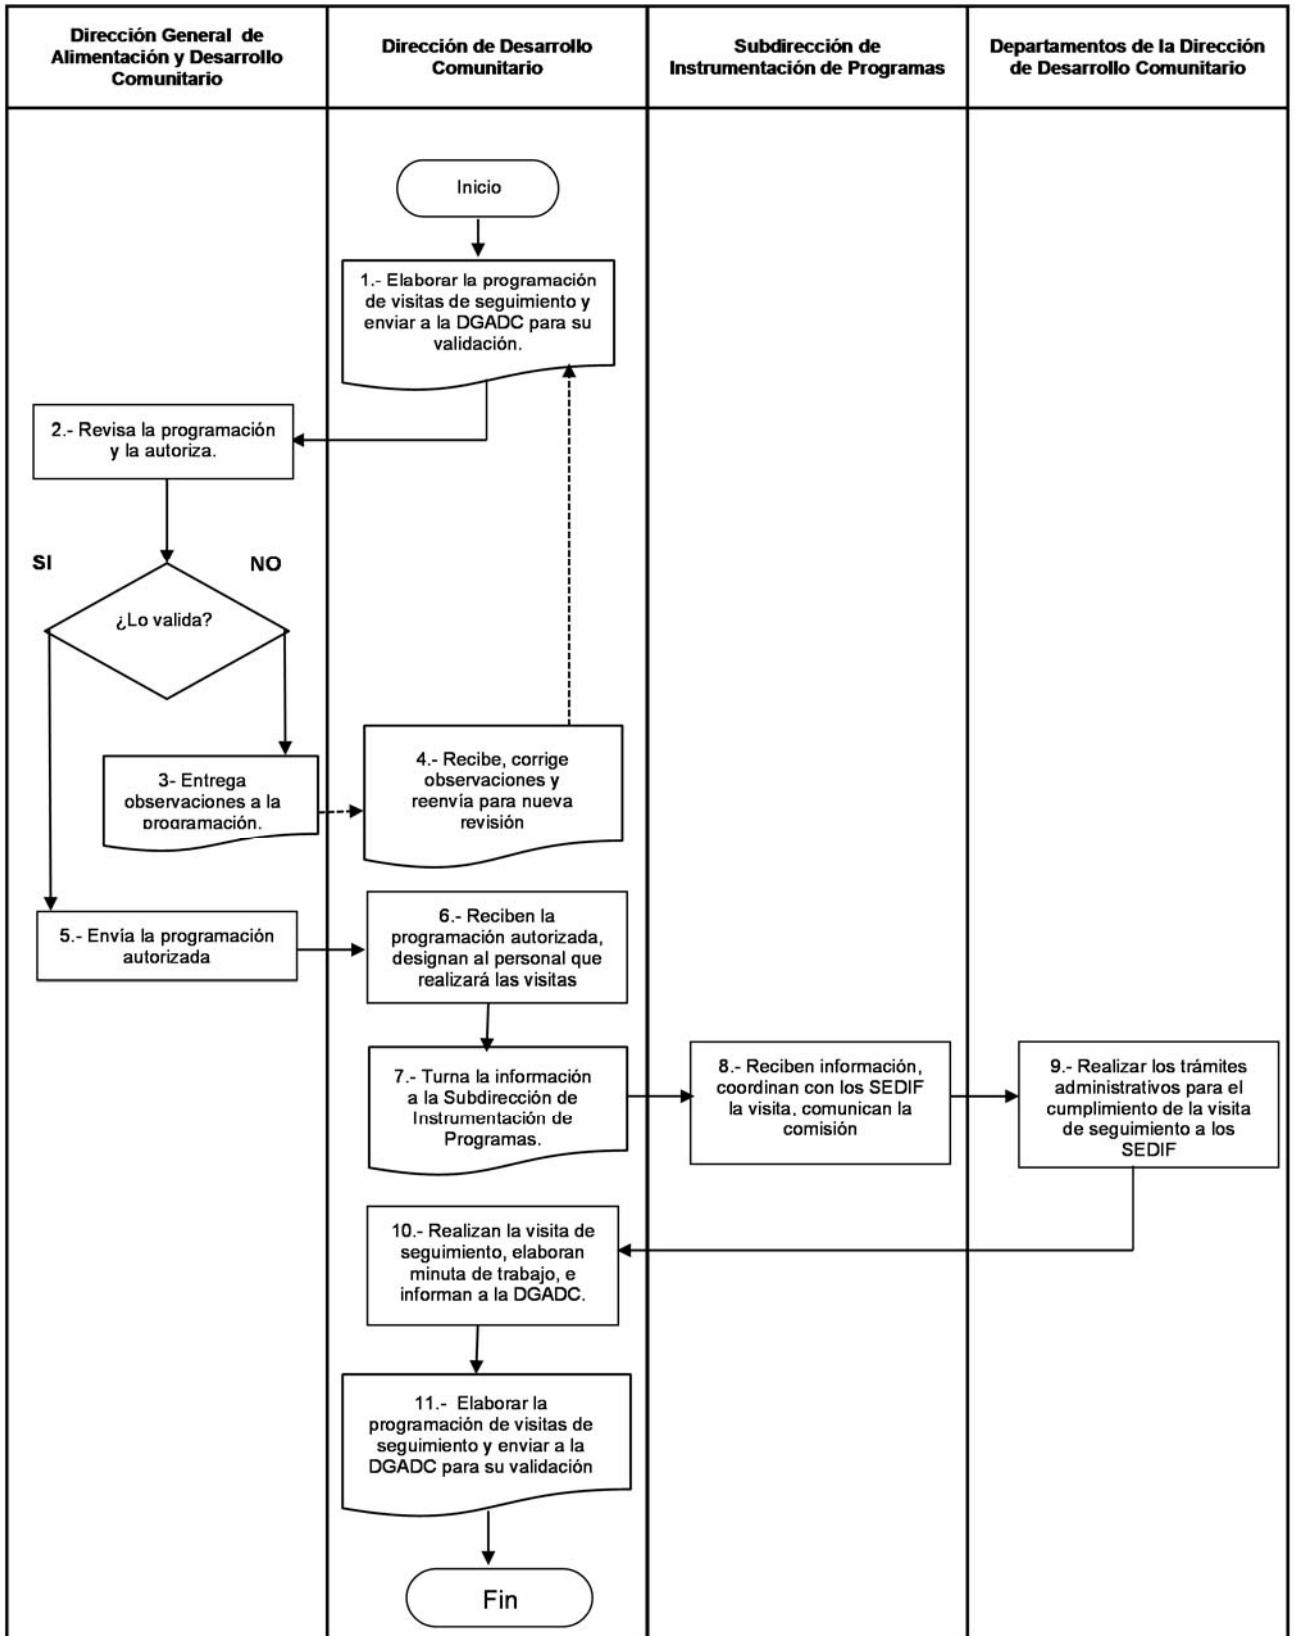 Dirección General de
Alimentación y Desarrollo
Comunitario
Dirección de Desarrollo
Comunitario
Subdirección de
Instrumentación de Programas
Departamentos de la Dirección
de Desarrollo Comunitario
Inicio
1.- Elaborar la programación
de visitas de seguimiento y
enviar a la DGADC para su
validación.
2.- Revisa la programación
y la autoriza.
SI
NO
¿Lo valida?
3- Entrega
observaciones a la
programación.
4.- Recibe, corrige
observaciones y
reenvía para nueva
revisión
5.- Envía la programación
autorizada
6.- Reciben la
programación autorizada,
designan al personal que
realizará las visitas
7.- Turna la información
a la Subdirección de
Instrumentación de
Programas.
8.- Reciben información,
coordinan con los SEDIF
la visita, comunican la
comisión
9.- Realizar los trámites
administrativos para el
cumplimiento de la visita
de seguimiento a los
SEDIF
10.- Realizan la visita de
seguimiento, elaboran
minuta de trabajo, e
informan a la DGADC.
11.- Elaborar la
programación de visitas de
seguimiento y enviar a la
DGADC para su validación
Fin